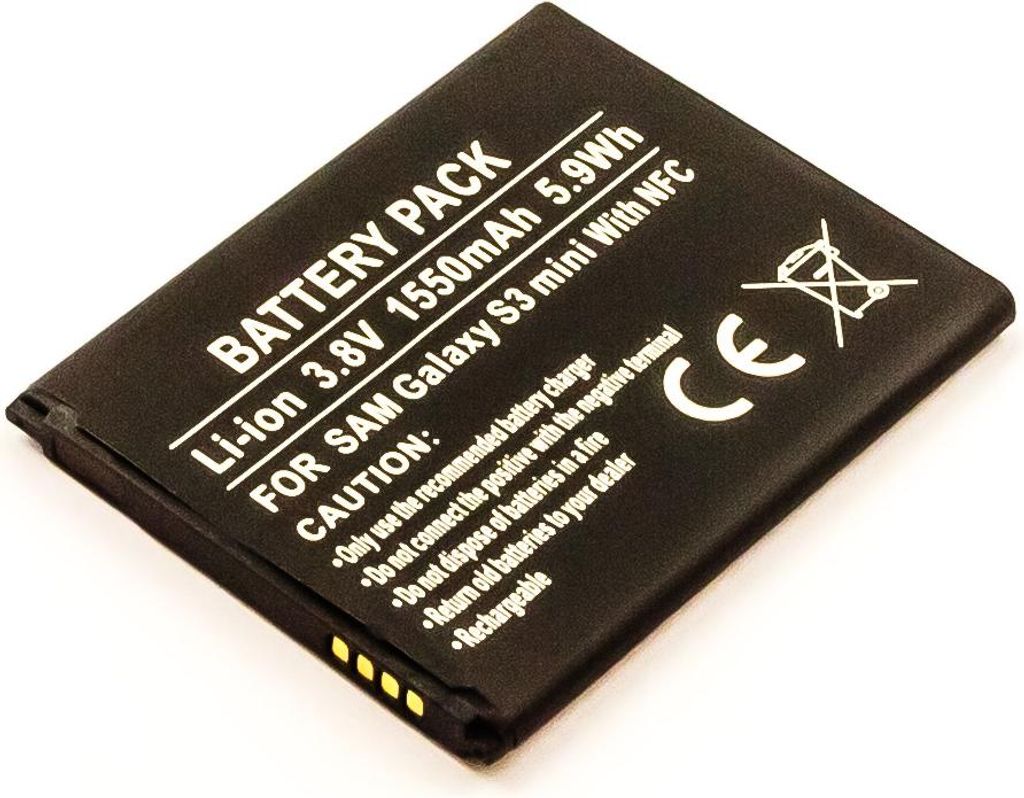 BATTERY PACK
Li-ion 3.8V 1550mAh 5.9Wh
FOR SAM Galaxy S3 mini With NFC
CAUTION:
• Only use the recommended battery charger
• Do not connect the positive with the negative terminal
• Do not dispose of batteries in a fire
• Return old batteries to your dealer
• Rechargeable
CE